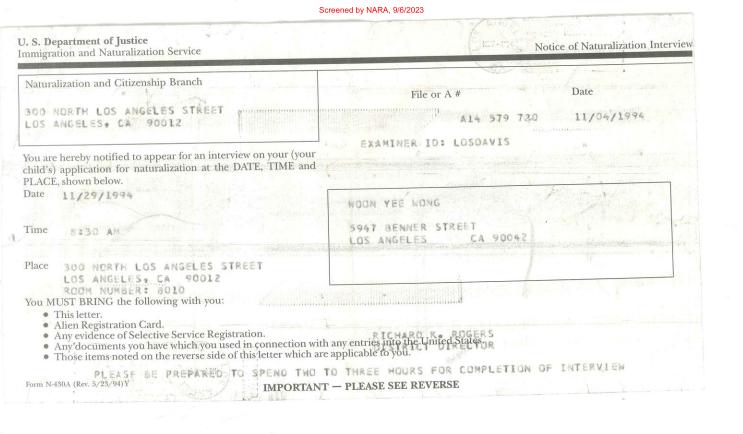 Screened by NARA, 9/6/2023
U. S. Department of Justice
Immigration and Naturalization Service
Notice of Naturalization Interview
Naturalization and Citizenship Branch
300 NORTH LOS ANGELES STREET
LOS ANGELES, CA 90012
File or A #
Date
A14 579 720
11/04/1994
EXAMINER ID: LOSDAVIS
You are hereby notified to appear for an interview on your (your
child's) application for naturalization at the DATE, TIME and
PLACE, shown below.
Date 11/29/1994
Time 8:30 AM
Place 300 NORTH LOS ANGELES STREET
LOS ANGELES, CA 90012
ROOM NUMBER: 8010
YEE WONG
5947 BENNER STREET
LOS ANGELES CA 90042
You MUST BRING the following with you:
● This letter.
● Alien Registration Card.
● Any evidence of Selective Service Registration.
● Any documents you have which you used in connection with any entries into the United States.
● Those items noted on the reverse side of this letter which are applicable to you.
RICHARD K. ROGERS
DISTRICT DIRECTOR
PLEASE BE PREPARED TO SPEND TWO TO THREE HOURS FOR COMPLETION OF INTERVIEW
Form N-430A (Rev. 5/23/94)Y
IMPORTANT — PLEASE SEE REVERSE